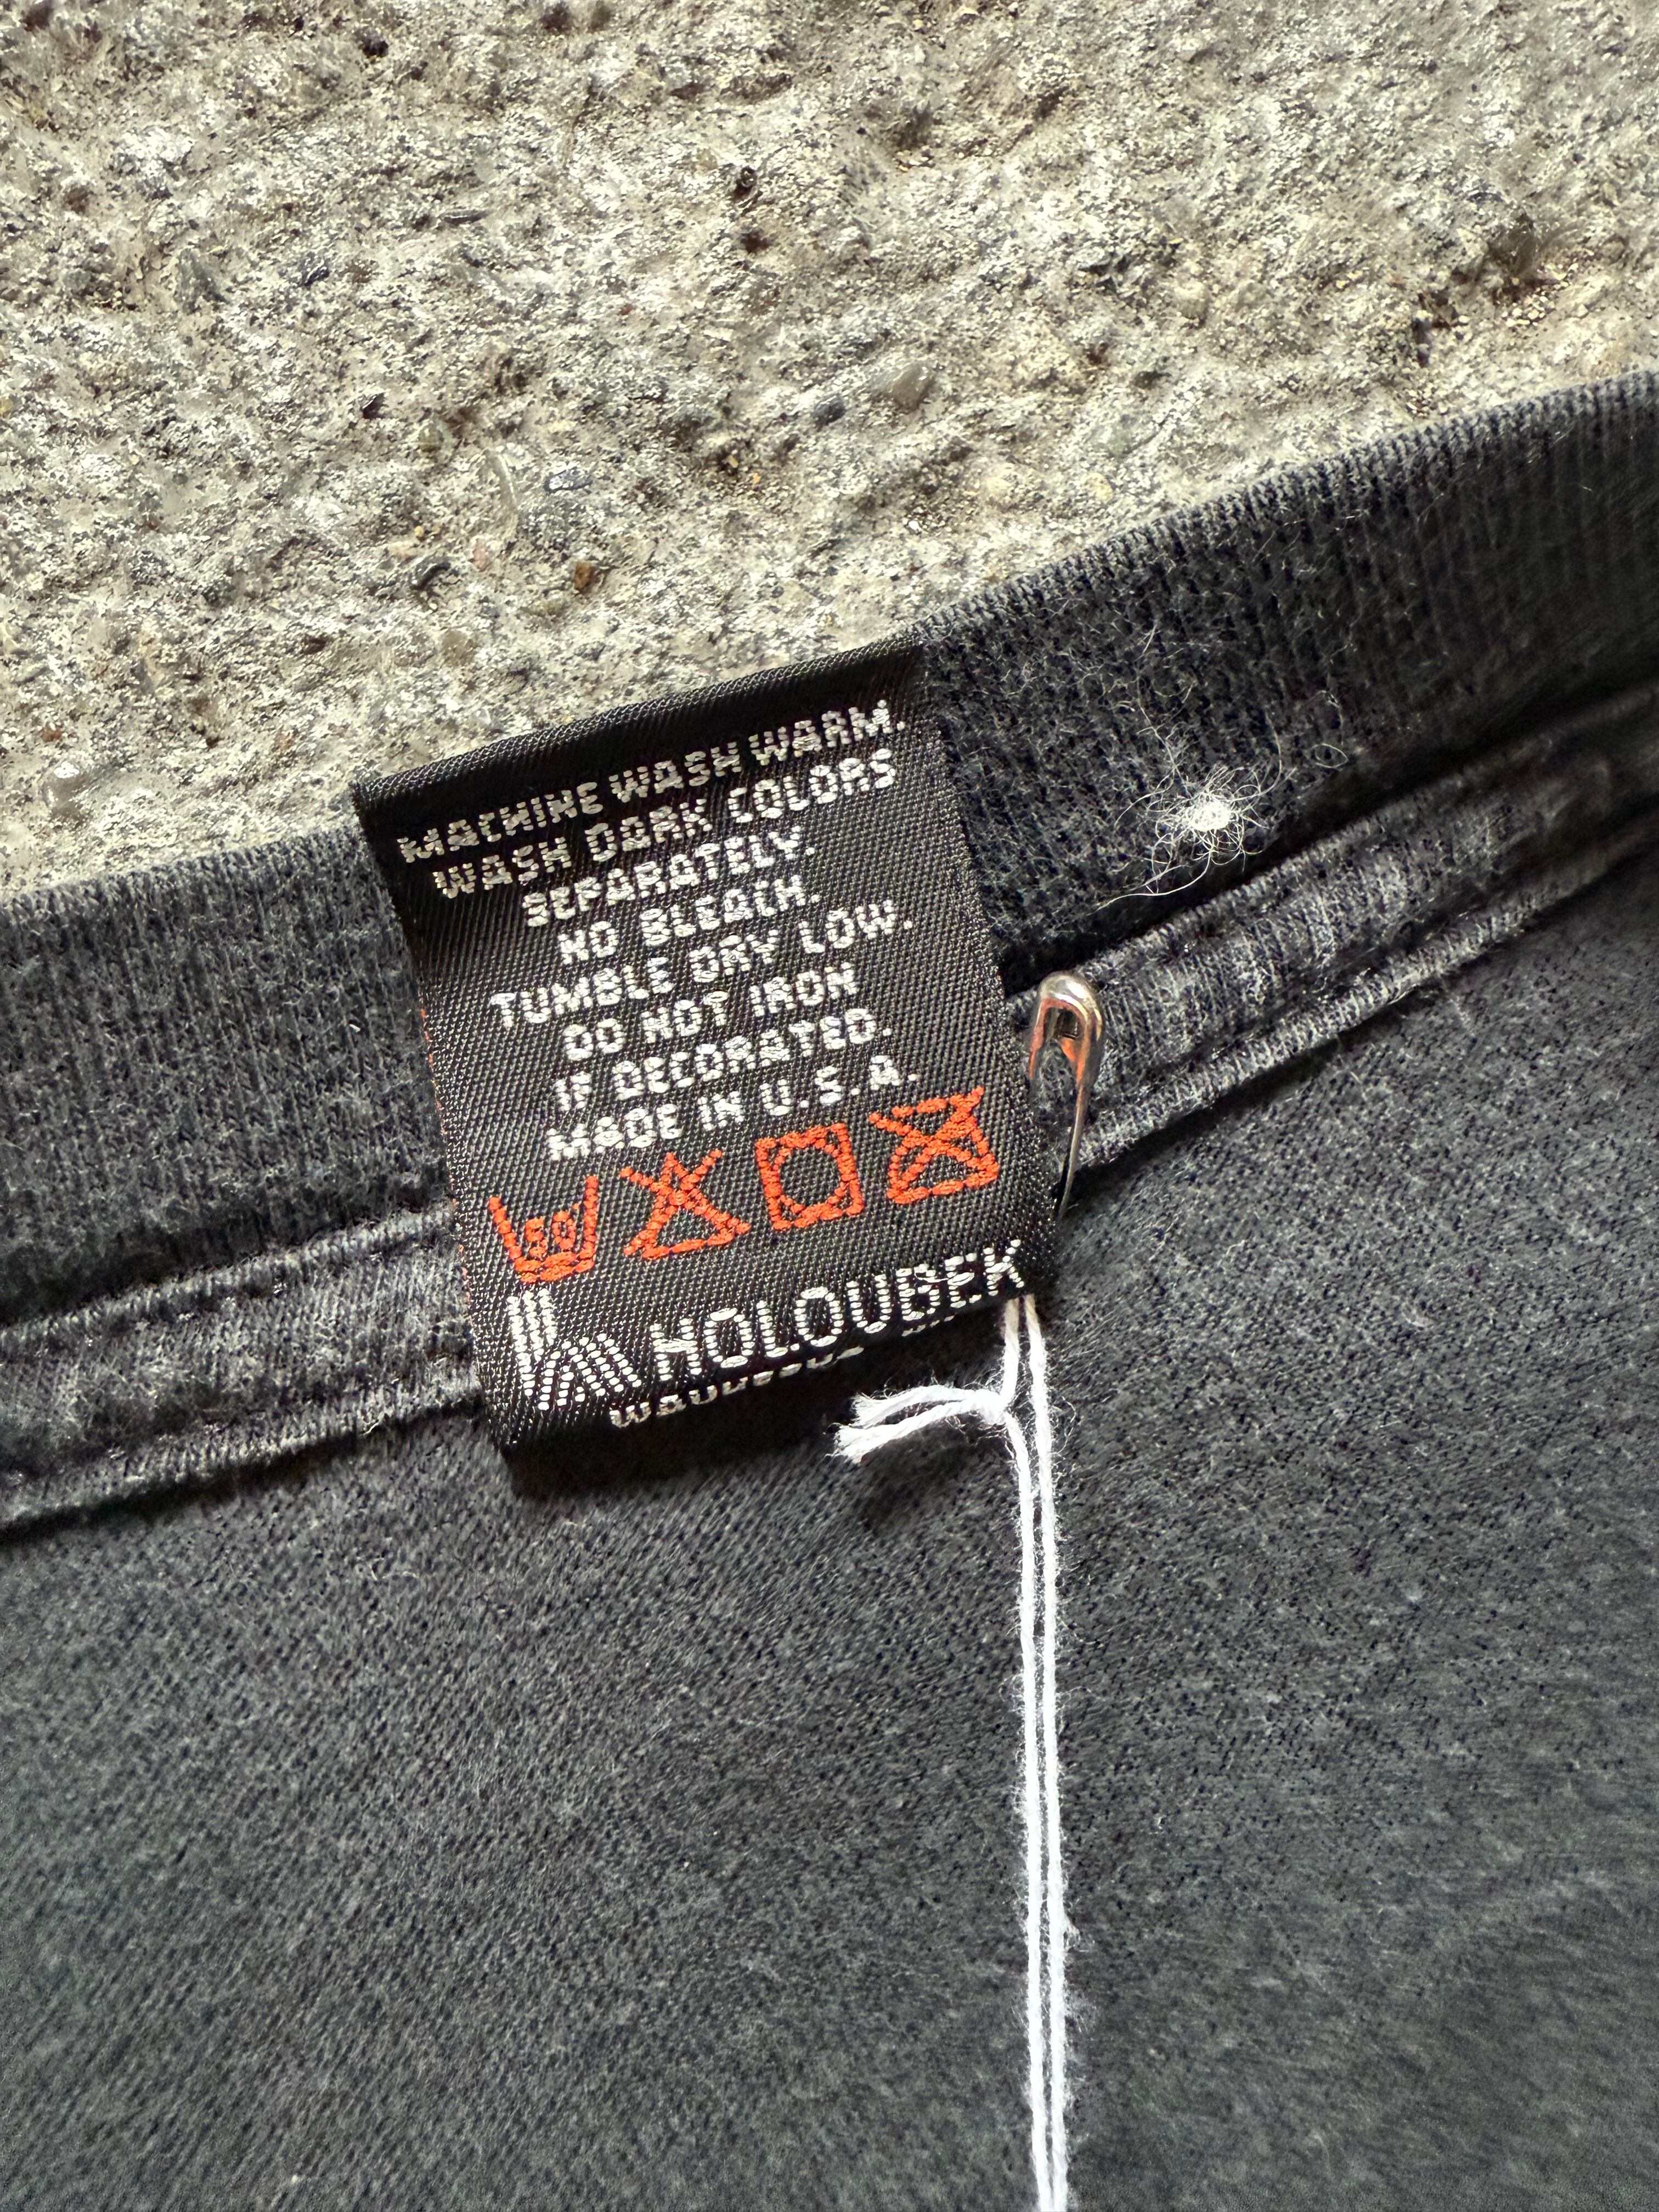 MACHINE WASH WARM.
WASH DARK COLORS
SEPARATELY.
NO BLEACH.
TUMBLE DRY LOW.
DO NOT IRON
IF DECORATED.
MADE IN U.S.A.
50
HOLOUBEK